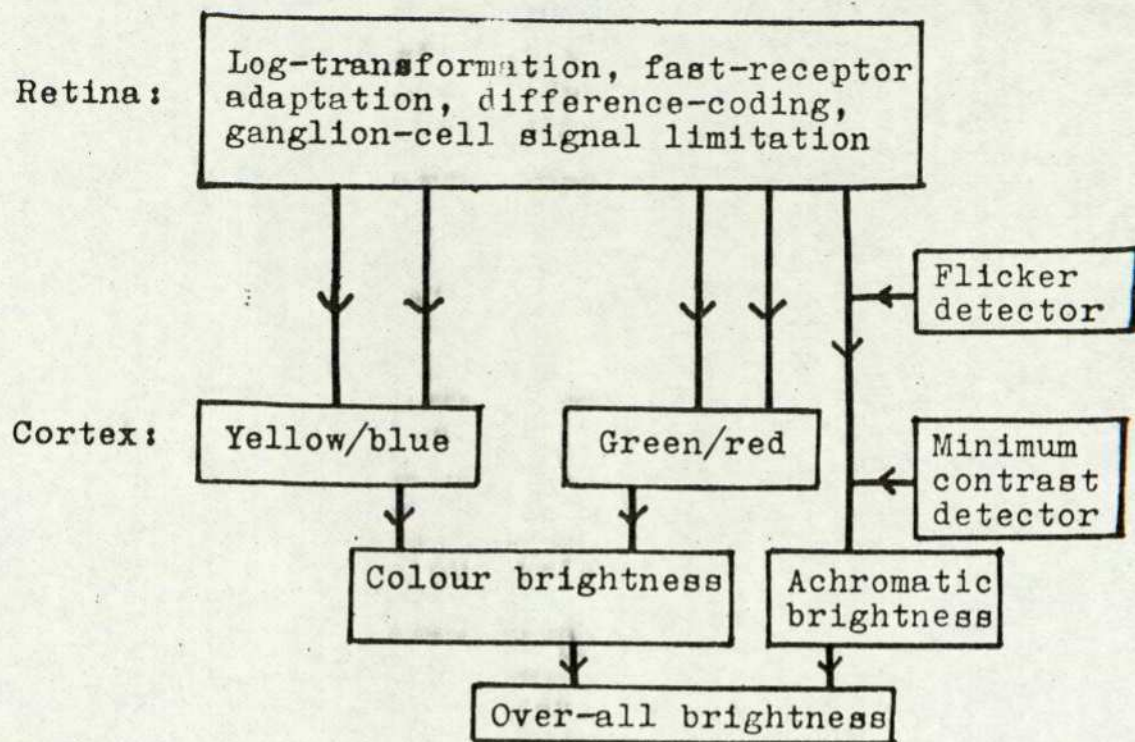 Retina:
Log-transformation, fast-receptor
adaptation, difference-coding,
ganglion-cell signal limitation
Flicker
detector
Cortex:
Yellow/blue
Green/red
Minimum
contrast
detector
Colour brightness
Achromatic
brightness
Over-all brightness